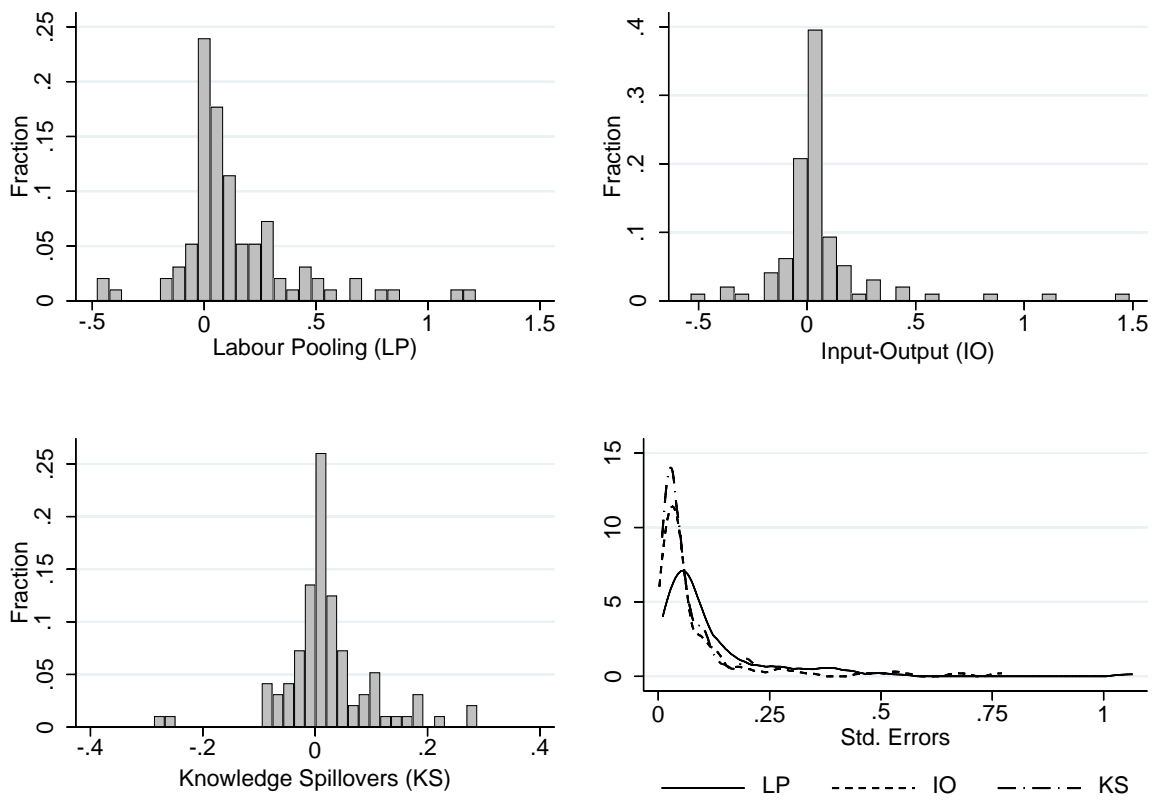 Fraction
0 .05 .1 .15 .2 .25
-.5 0 .5 1 1.5
Labour Pooling (LP)
Fraction
0 .1 .2 .3 .4
-.5 0 .5 1 1.5
Input-Output (IO)
Fraction
0 .05 .1 .15 .2 .25
-.4 -.2 0 .2 .4
Knowledge Spillovers (KS)
0 5 10 15
0 .25 .5 .75 1
Std. Errors
LP IO KS